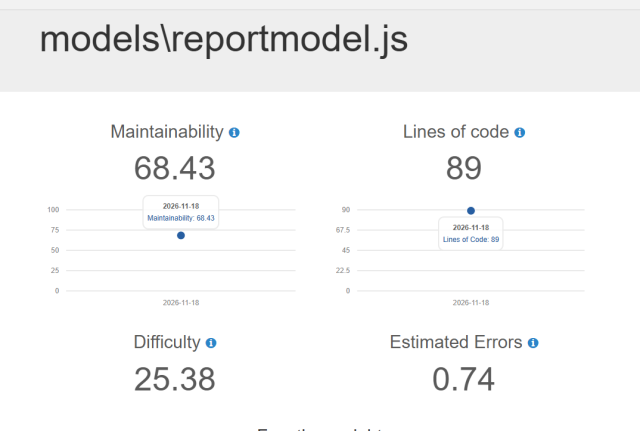 models\reportmodel.js
Maintainability
68.43
100
75
50
25
0
2026-11-18
Maintainability: 68.43
2026-11-18
Lines of code
89
90
67.5
45
22.5
0
2026-11-18
Lines of Code: 89
2026-11-18
Difficulty
25.38
Estimated Errors
0.74